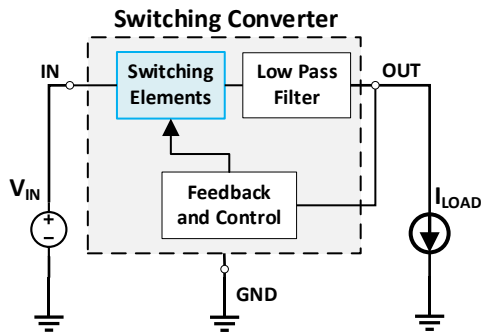 Switching Converter
IN
Switching
Elements
Low Pass
Filter
OUT
VIN
+
−
Feedback
and Control
ILOAD
GND